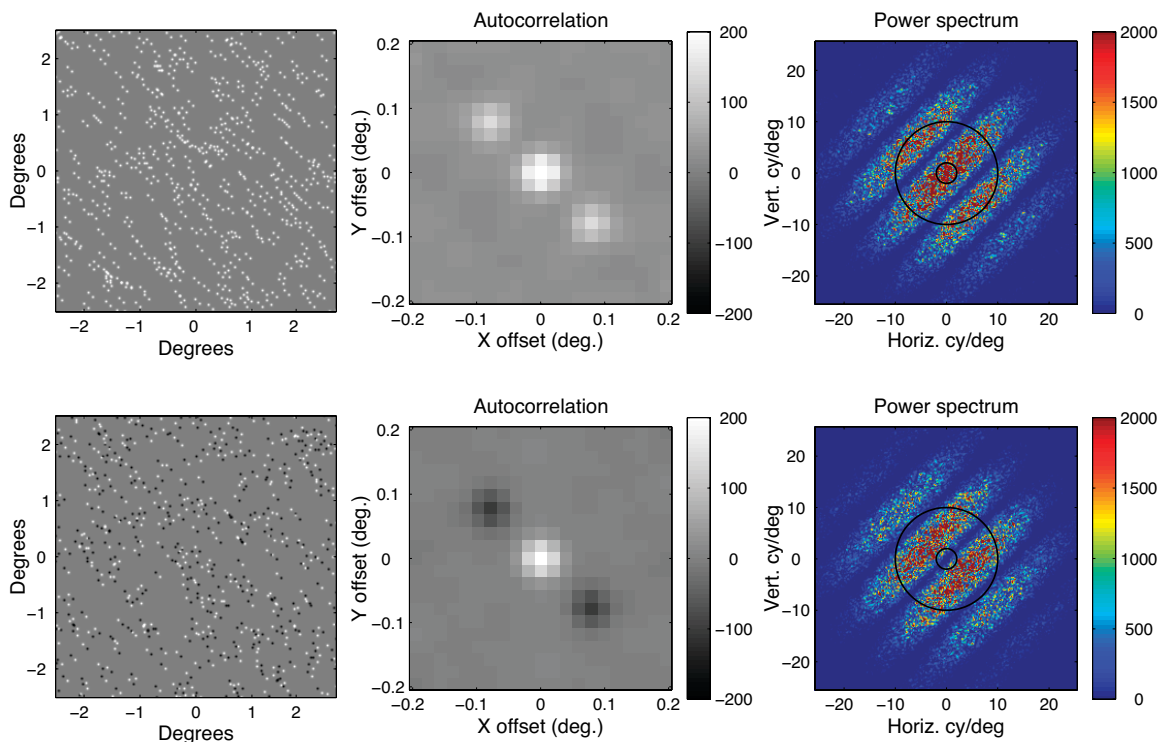 Autocorrelation
Power spectrum
Degrees
2
1
0
−1
−2
−2 −1 0 1 2
Degrees
Y offset (deg.)
0.2
0.1
0
−0.1
−0.2
−0.2 −0.1 0 0.1 0.2
X offset (deg.)
200
100
0
−100
−200
Vert. cy/deg
20
10
0
−10
−20
−20 −10 0 10 20
Horiz. cy/deg
2000
1500
1000
500
0
Autocorrelation
Power spectrum
Degrees
2
1
0
−1
−2
−2 −1 0 1 2
Degrees
Y offset (deg.)
0.2
0.1
0
−0.1
−0.2
−0.2 −0.1 0 0.1 0.2
X offset (deg.)
200
100
0
−100
−200
Vert. cy/deg
20
10
0
−10
−20
−20 −10 0 10 20
Horiz. cy/deg
2000
1500
1000
500
0